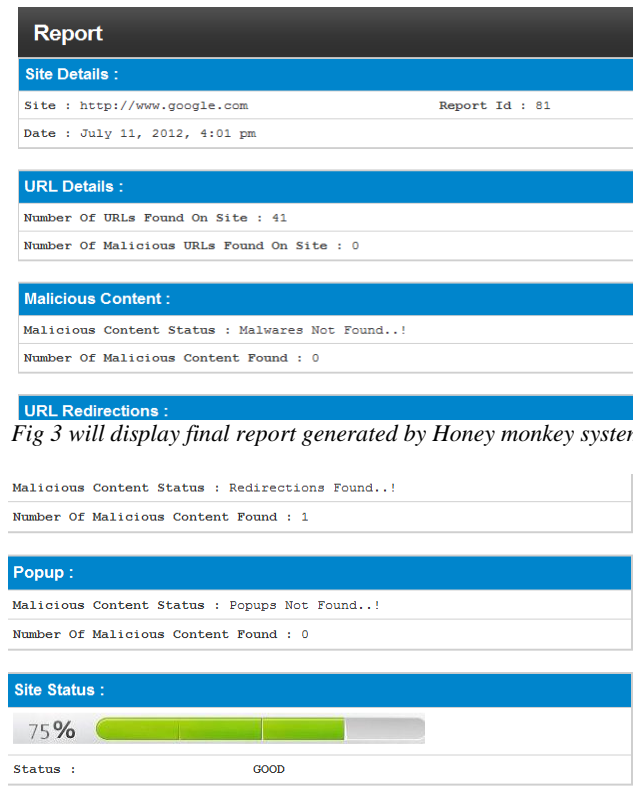 Report
Site Details :
Site : http://www.google.com Report Id : 81
Date : July 11, 2012, 4:01 pm
URL Details :
Number Of URLs Found On Site : 41
Number Of Malicious URLs Found On Site : 0
Malicious Content :
Malicious Content Status : Malwares Not Found..!
Number Of Malicious Content Found : 0
URL Redirections :
Fig 3 will display final report generated by Honey monkey system
Malicious Content Status : Redirections Found..!
Number Of Malicious Content Found : 1
Popup :
Malicious Content Status : Popups Not Found..!
Number Of Malicious Content Found : 0
Site Status :
75%
Status : GOOD